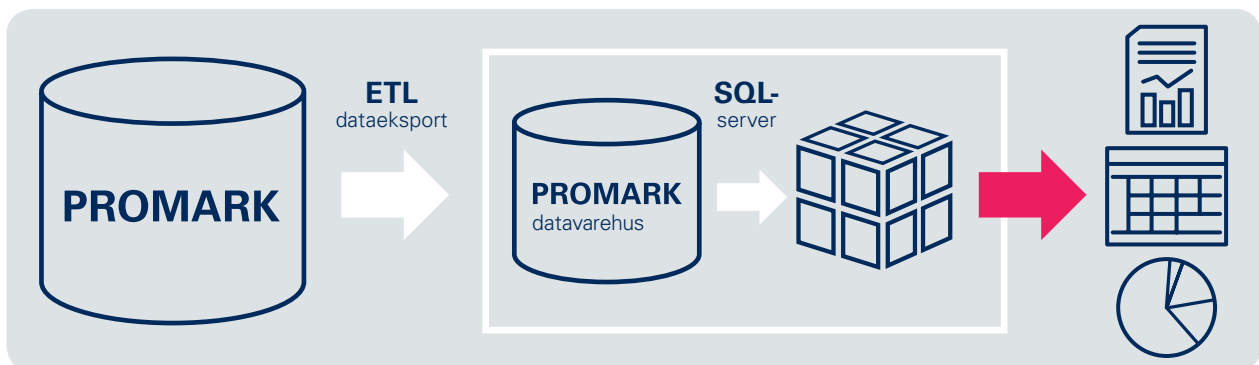 PROMARK
ETL
dataeksport
PROMARK
datavarehus
SQL-
server